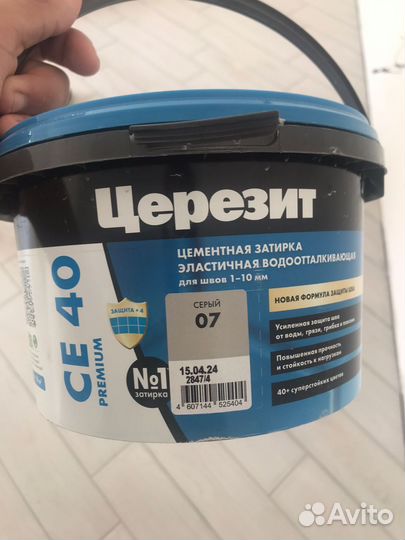 Церезит
ЦЕМЕНТНАЯ ЗАТИРКА
ЭЛАСТИЧНАЯ ВОДООТТАЛКИВАЮЩАЯ
для швов 1-10 мм
CE 40
PREMIUM
ЗАЩИТА × 4
№1
затирка
СЕРЫЙ
07
15.04.24
2847/4
4 607144 525404
НОВАЯ ФОРМУЛА ЗАЩИТЫ ШВА
Усиленная защита шва
от воды, грязи, грибка и плесени
Повышенная прочность
и стойкость к нагрузкам
40+ суперстойких цветов
Avito